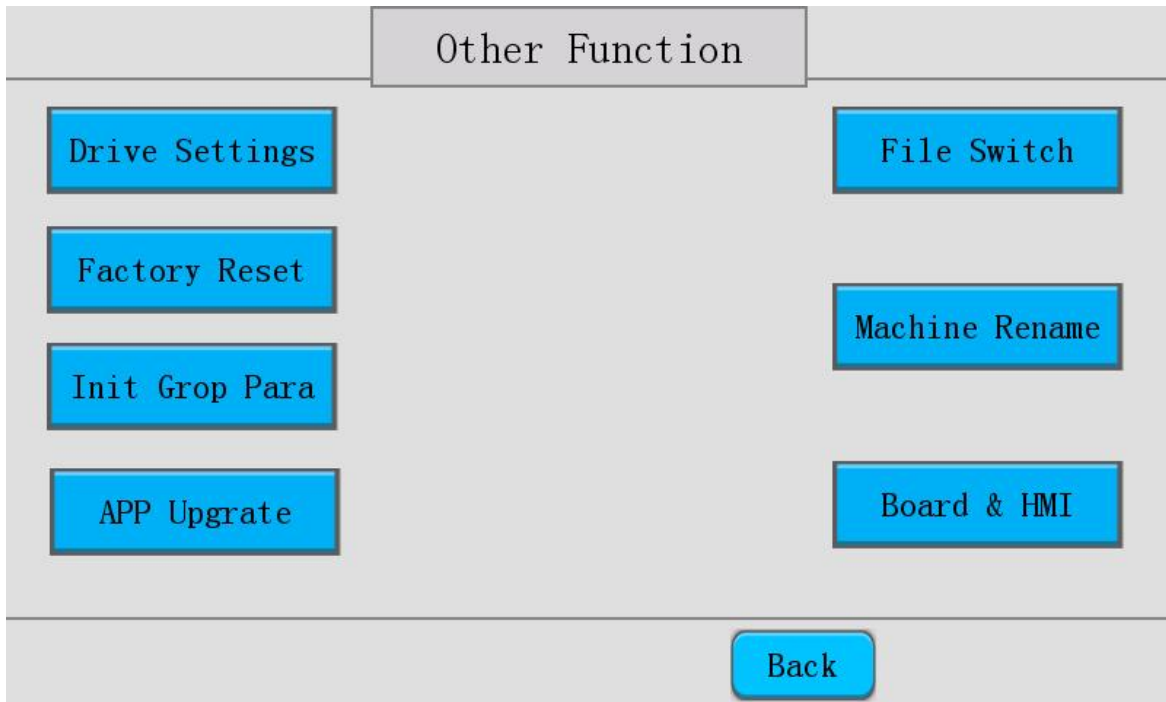 Other Function
Drive Settings
File Switch
Factory Reset
Machine Rename
Init Grop Para
APP Upgrate
Board & HMI
Back